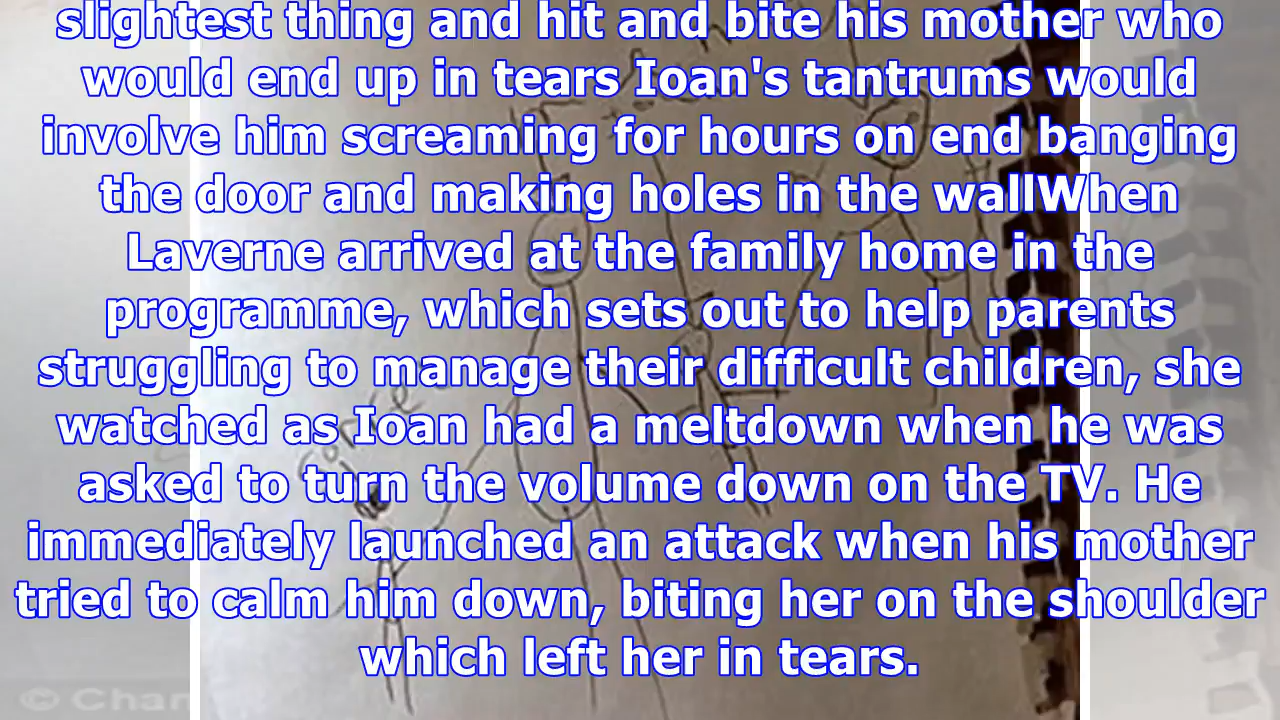 slightest thing and hit and bite his mother who
would end up in tears Ioan's tantrums would
involve him screaming for hours on end banging
the door and making holes in the wallWhen
Laverne arrived at the family home in the
programme, which sets out to help parents
struggling to manage their difficult children, she
watched as Ioan had a meltdown when he was
asked to turn the volume down on the TV. He
immediately launched an attack when his mother
tried to calm him down, biting her on the shoulder
which left her in tears.
© Chan